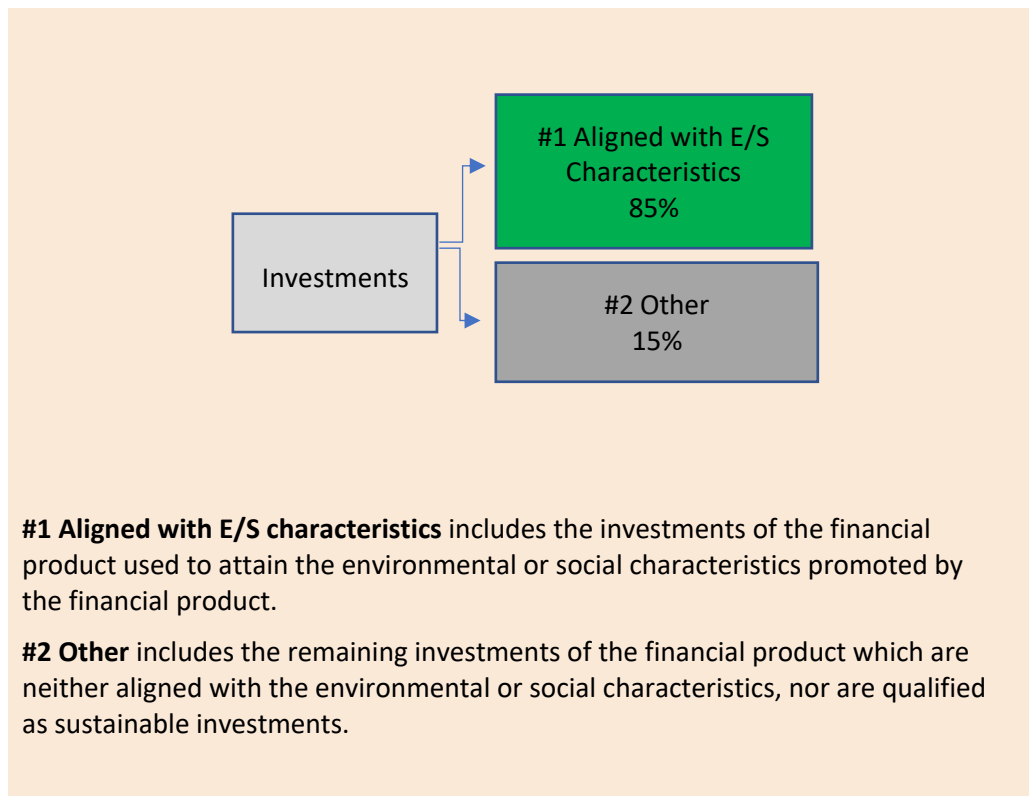 #1 Aligned with E/S
Characteristics
85%
Investments
#2 Other
15%
#1 Aligned with E/S characteristics includes the investments of the financial
product used to attain the environmental or social characteristics promoted by
the financial product.
#2 Other includes the remaining investments of the financial product which are
neither aligned with the environmental or social characteristics, nor are qualified
as sustainable investments.